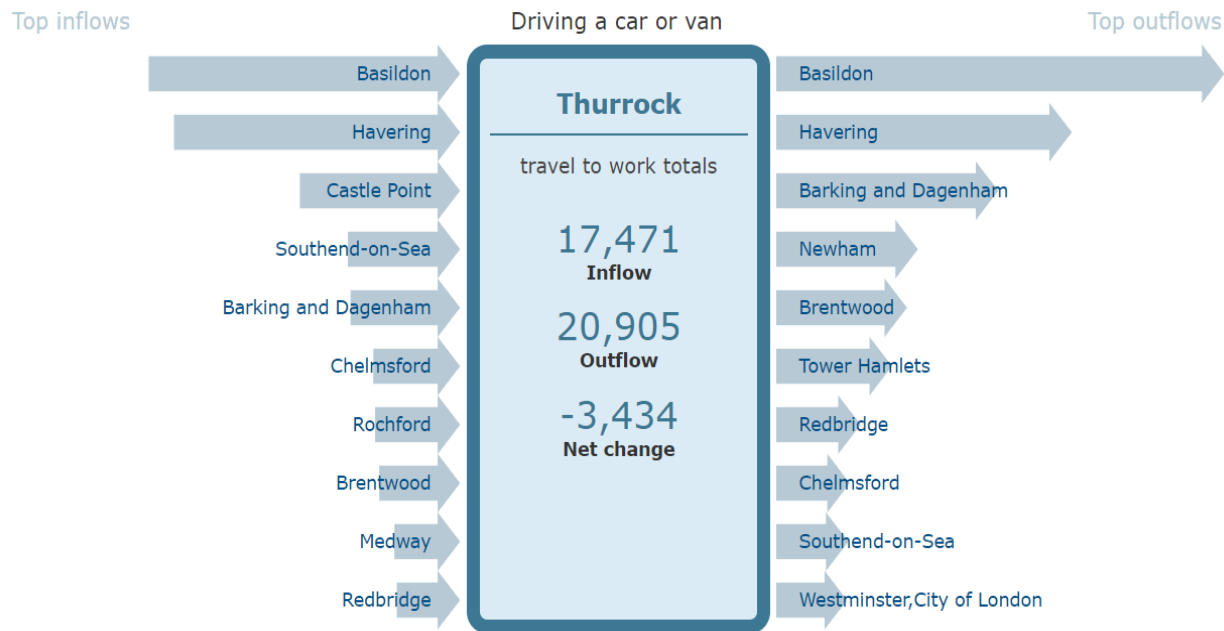 Top inflows
Driving a car or van
Top outflows
Basildon
Havering
Castle Point
Southend-on-Sea
Barking and Dagenham
Chelmsford
Rochford
Brentwood
Medway
Redbridge
Thurrock
travel to work totals
17,471
Inflow
20,905
Outflow
-3,434
Net change
Basildon
Havering
Barking and Dagenham
Newham
Brentwood
Tower Hamlets
Redbridge
Chelmsford
Southend-on-Sea
Westminster,City of London